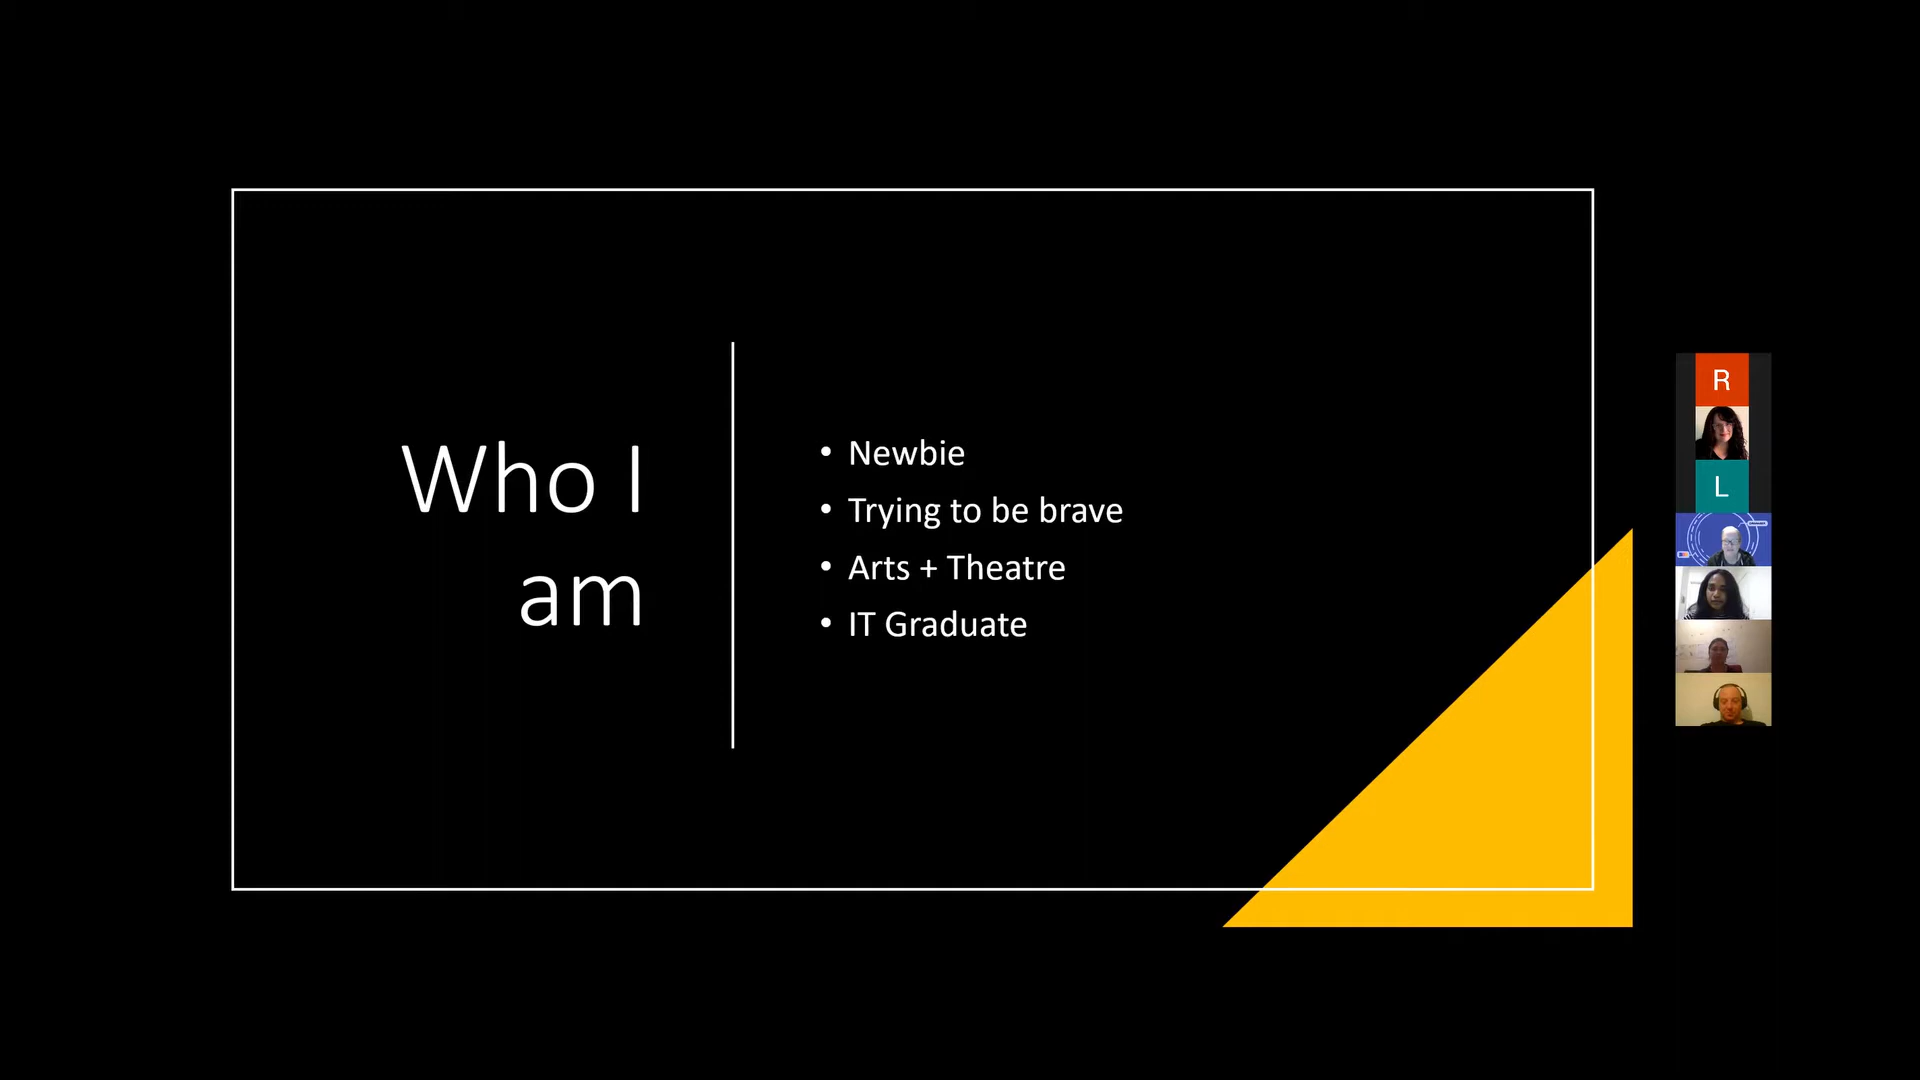 Who I
am
• Newbie
• Trying to be brave
• Arts + Theatre
• IT Graduate
R
L